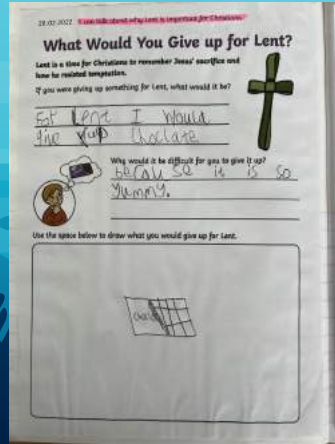 28.02.2022 I can talk about why Lent is important for Christians.
What Would You Give up for Lent?
Lent is a time for Christians to remember Jesus' sacrifice and
how he resisted temptation.
If you were giving up something for Lent, what would it be?
For Lent I would
give yup Choclate
Why would it be difficult for you to give it up?
because it is so
yummy.
Use the space below to draw what you would give up for Lent.